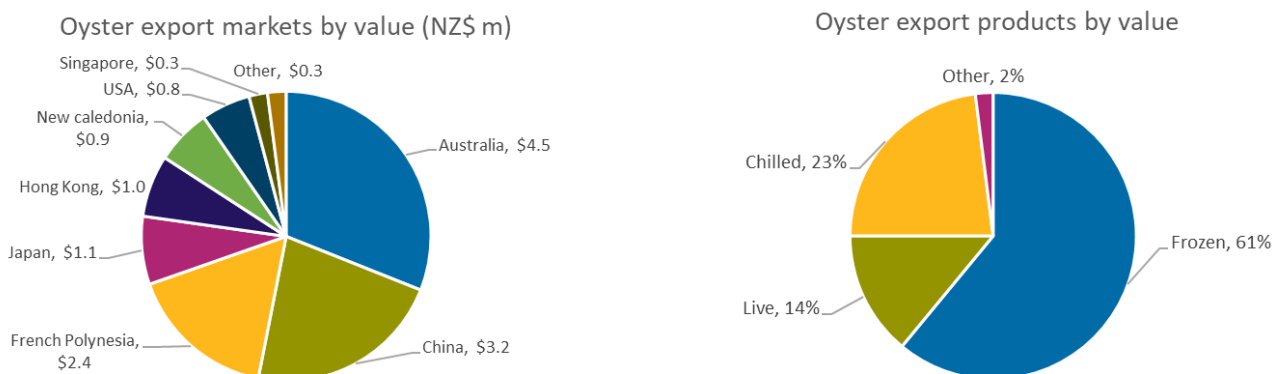 Oyster export markets by value (NZ$ m)
Singapore, $0.3
Other, $0.3
USA, $0.8
New caledonia,
$0.9
Australia, $4.5
Hong Kong, $1.0
Japan, $1.1
French Polynesia,
$2.4
China, $3.2
Oyster export products by value
Other, 2%
Chilled, 23%
Frozen, 61%
Live, 14%